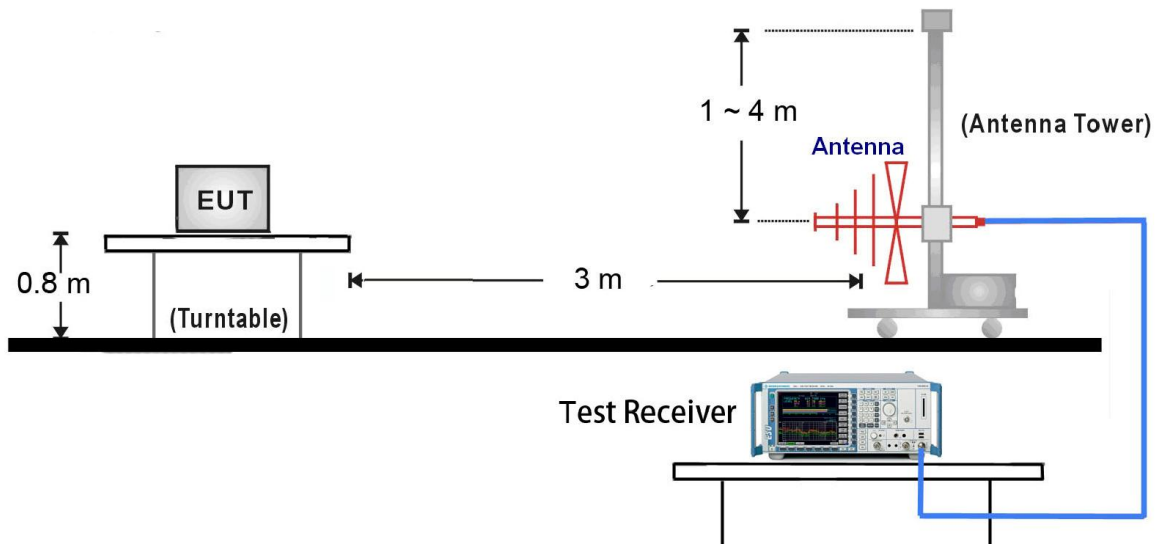 1 ~ 4 m
(Antenna Tower)
Antenna
EUT
0.8 m
3 m
(Turntable)
Test Receiver